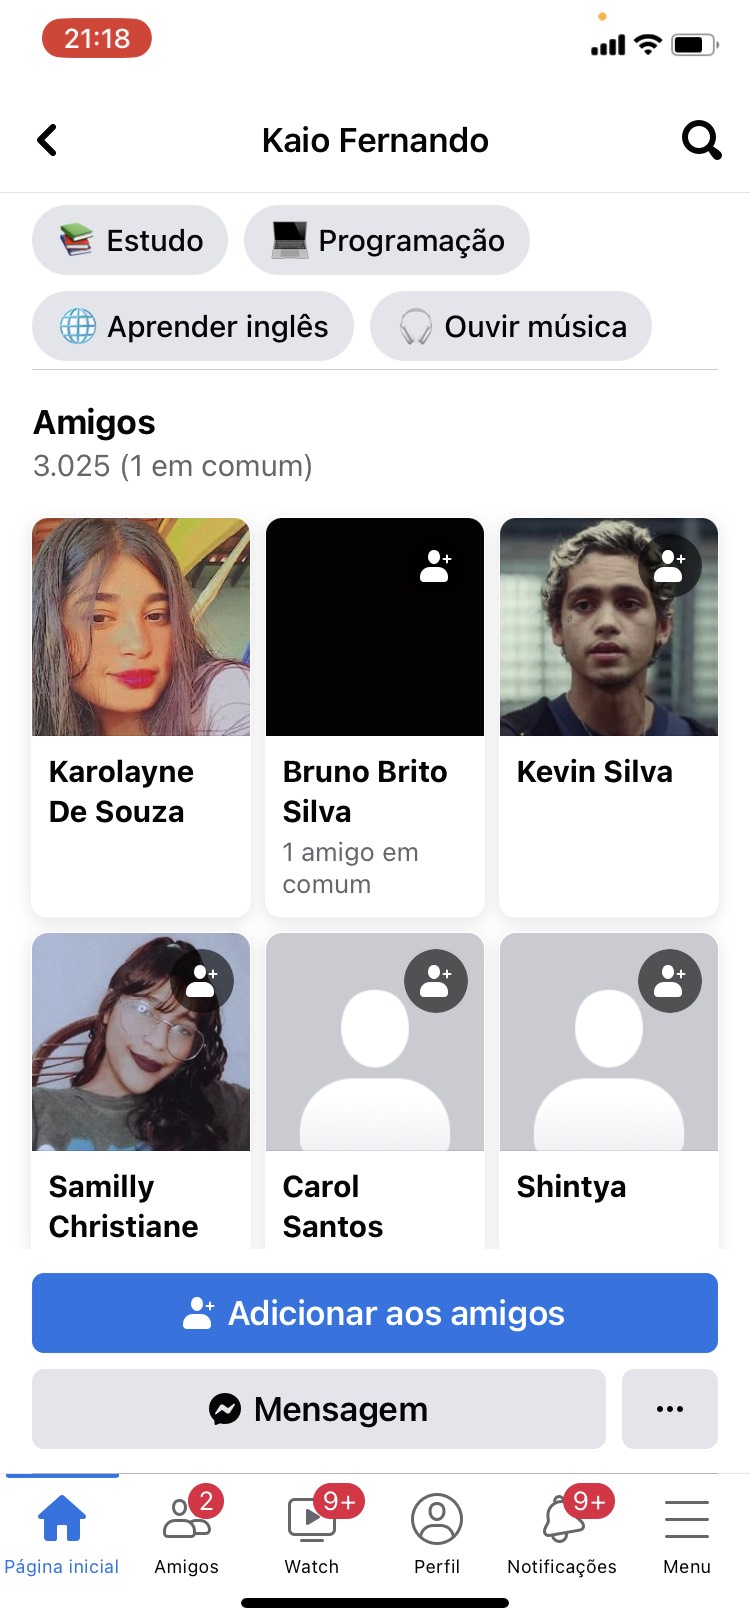 21:18
Kaio Fernando
Estudo
Programação
Aprender inglês
Ouvir música
Amigos
3.025 (1 em comum)
Karolayne
De Souza
Bruno Brito
Silva
1 amigo em
comum
Kevin Silva
Samilly
Christiane
Carol
Santos
Shintya
Adicionar aos amigos
Mensagem
2
9+
9+
Página inicial
Amigos
Watch
Perfil
Notificações
Menu